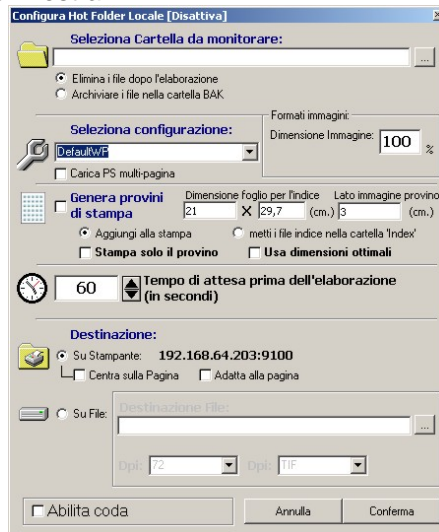 Configura Hot Folder Locale [Disattiva]
Seleziona Cartella da monitorare:
...
Elimina i file dopo l'elaborazione
Archiviare i file nella cartella BAK
Seleziona configurazione:
DefaultWP
Carica PS multi-pagina
Formati immagini:
Dimensione Immagine: 100 %
Genera provini di stampa
Dimensione foglio per l'indice Lato immagine provino
21 X 29,7 (cm.) 3 (cm.)
Aggiungi alla stampa metti i file indice nella cartella 'Index'
Stampa solo il provino Usa dimensioni ottimali
60 Tempo di attesa prima dell'elaborazione
(in secondi)
Destinazione:
Su Stampante: 192.168.64.203:9100
Centra sulla Pagina Adatta alla pagina
Su File: Destinazione File:
...
Opi: 72 Opi: TIF
Abilita coda Annulla Conferma